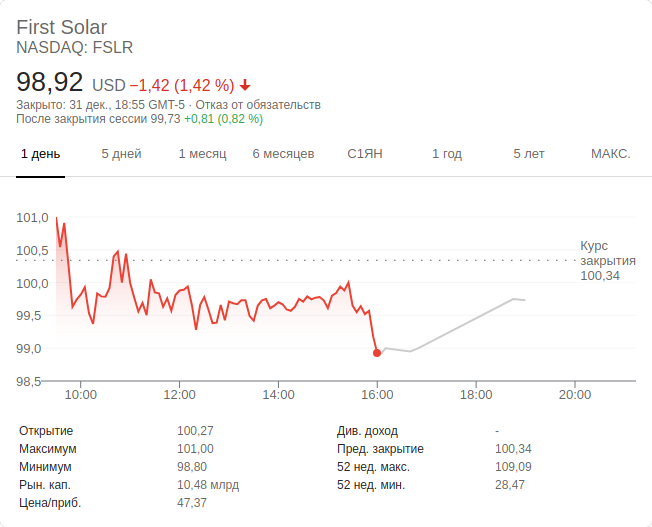 First Solar
NASDAQ: FSLR
98,92 USD −1,42 (1,42 %)
Закрыто: 31 дек., 18:55 GMT-5 · Отказ от обязательств
После закрытия сессии 99,73 +0,81 (0,82 %)
1 день 5 дней 1 месяц 6 месяцев С1ЯН 1 год 5 лет МАКС.
101,0
100,5
100,0
99,5
99,0
98,5
Курс
закрытия
100,34
10:00 12:00 14:00 16:00 18:00 20:00
Открытие 100,27
Максимум 101,00
Минимум 98,80
Рын. кап. 10,48 млрд
Цена/приб. 47,37
Див. доход -
Пред. закрытие 100,34
52 нед. макс. 109,09
52 нед. мин. 28,47